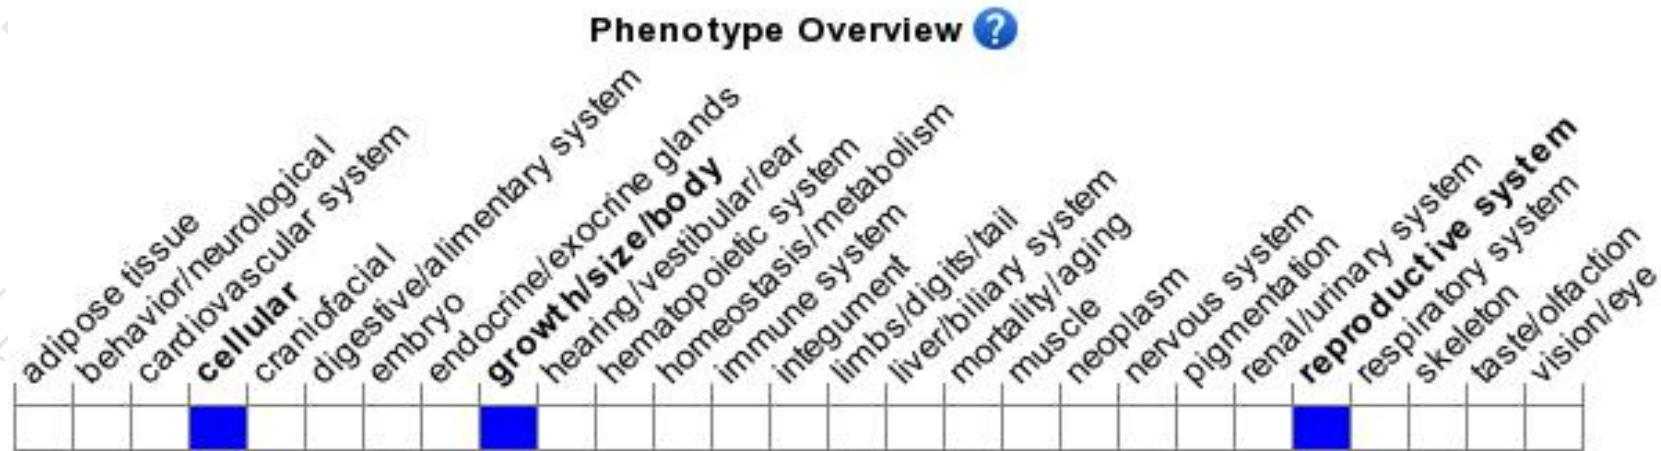 Phenotype Overview ?
adipose tissue
behavior/neurological
cardiovascular system
cellular
craniofacial
digestive/alimentary system
embryo
endocrine/exocrine glands
growth/size/body
hearing/vestibular/ear
hematopoietic system
homeostasis/metabolism
immune system
integument
limbs/digits/tail
liver/biliary system
mortality/aging
muscle
neoplasm
nervous system
pigmentation
renal/urinary system
reproductive system
respiratory system
skeleton
taste/olfaction
vision/eye